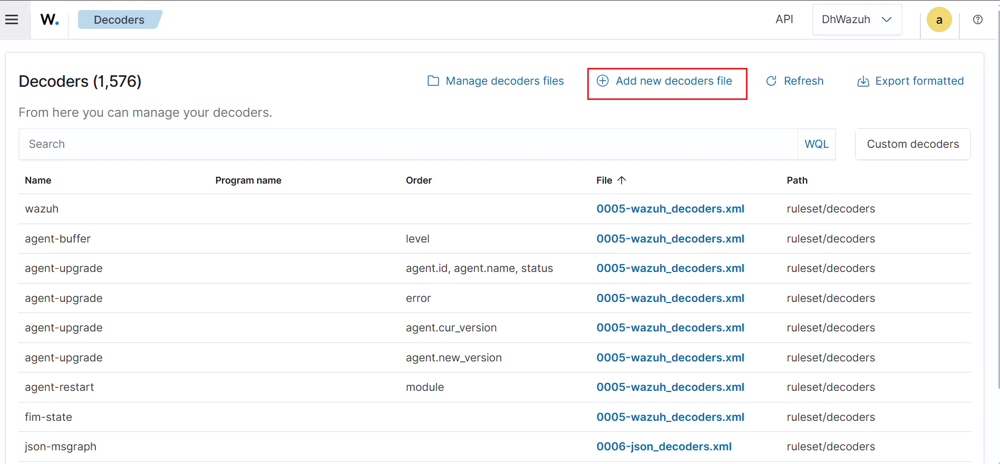 W. Decoders API DhWazuh a
Decoders (1,576) Manage decoders files Add new decoders file Refresh Export formatted
From here you can manage your decoders.
Search WQL Custom decoders
Name Program name Order File Path
wazuh 0005-wazuh_decoders.xml ruleset/decoders
agent-buffer level 0005-wazuh_decoders.xml ruleset/decoders
agent-upgrade agent.id, agent.name, status 0005-wazuh_decoders.xml ruleset/decoders
agent-upgrade error 0005-wazuh_decoders.xml ruleset/decoders
agent-upgrade agent.cur_version 0005-wazuh_decoders.xml ruleset/decoders
agent-upgrade agent.new_version 0005-wazuh_decoders.xml ruleset/decoders
agent-restart module 0005-wazuh_decoders.xml ruleset/decoders
fim-state 0005-wazuh_decoders.xml ruleset/decoders
json-msgraph 0006-json_decoders.xml ruleset/decoders